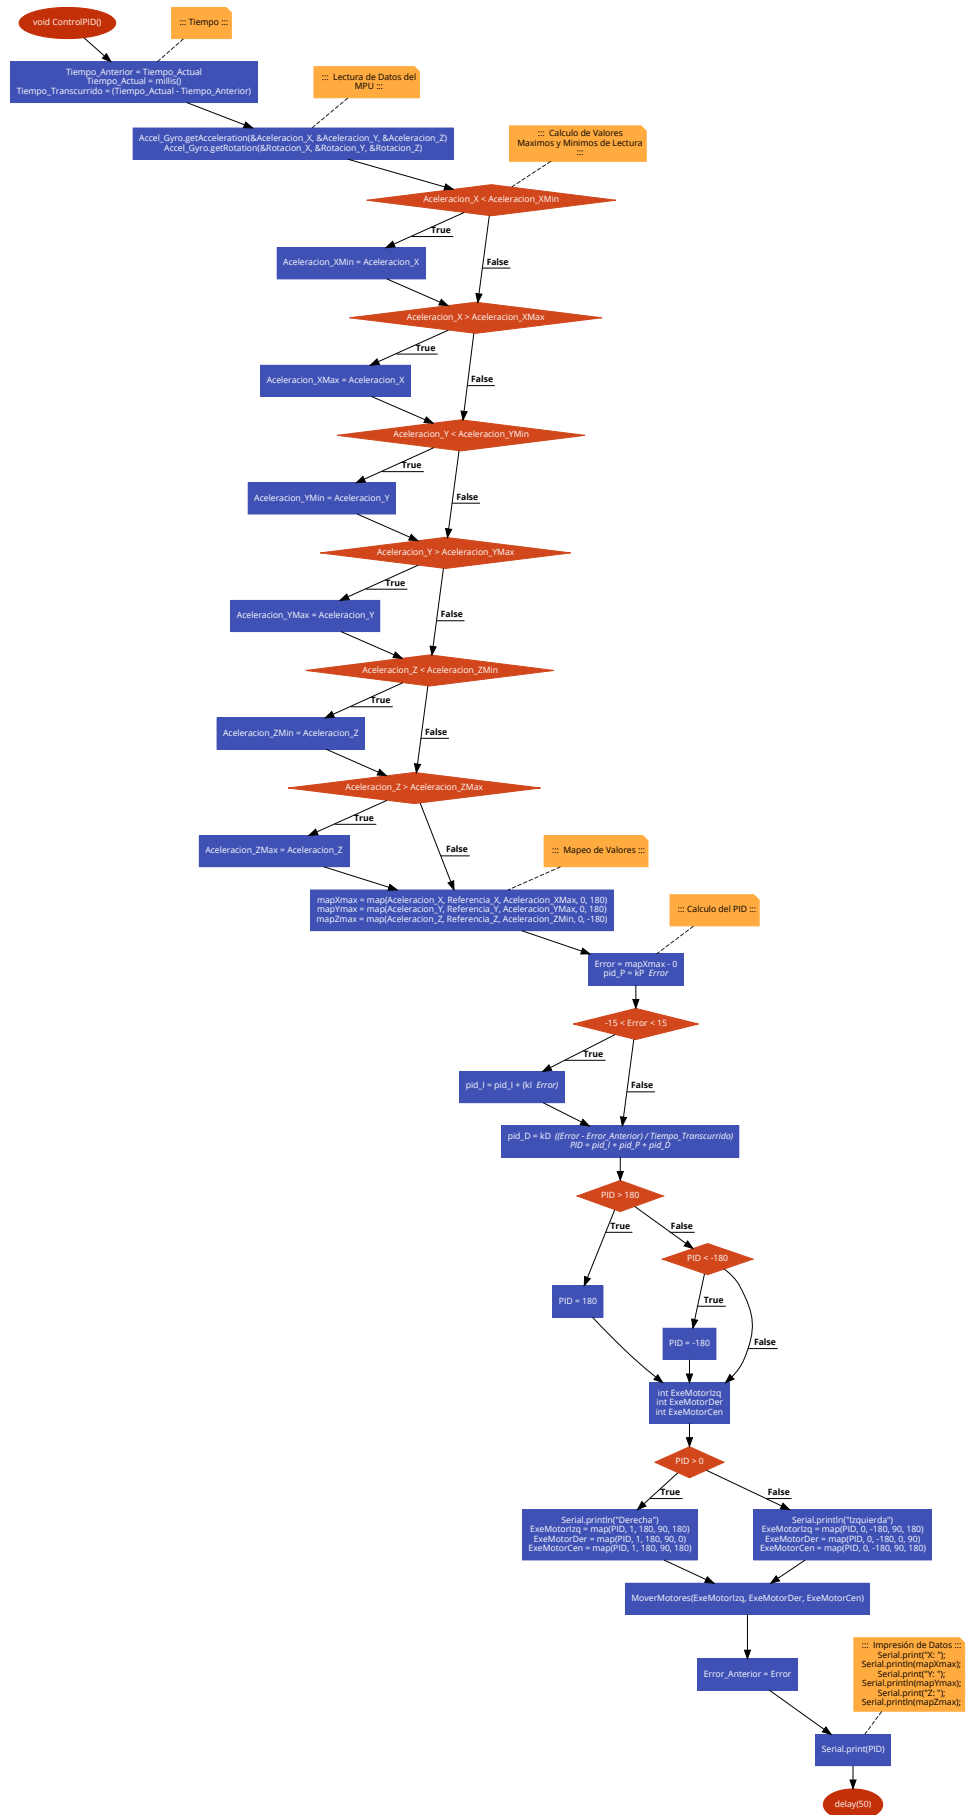 void ControlPID()
::: Tiempo :::
Tiempo_Anterior = Tiempo_Actual
Tiempo_Actual = millis()
Tiempo_Transcurrido = (Tiempo_Actual - Tiempo_Anterior)
::: Lectura de Datos del
MPU :::
Accel_Gyro.getAcceleration(&Aceleracion_X, &Aceleracion_Y, &Aceleracion_Z)
Accel_Gyro.getRotation(&Rotacion_X, &Rotacion_Y, &Rotacion_Z)
::: Calculo de Valores
Maximos y Minimos de Lectura
:::
Aceleracion_X < Aceleracion_XMin
True
False
Aceleracion_XMin = Aceleracion_X
Aceleracion_X > Aceleracion_XMax
True
False
Aceleracion_XMax = Aceleracion_X
Aceleracion_Y < Aceleracion_YMin
True
False
Aceleracion_YMin = Aceleracion_Y
Aceleracion_Y > Aceleracion_YMax
True
False
Aceleracion_YMax = Aceleracion_Y
Aceleracion_Z < Aceleracion_ZMin
True
False
Aceleracion_ZMin = Aceleracion_Z
Aceleracion_Z > Aceleracion_ZMax
True
False
Aceleracion_ZMax = Aceleracion_Z
::: Mapeo de Valores :::
mapXmax = map(Aceleracion_X, Referencia_X, Aceleracion_XMax, 0, 180)
mapYmax = map(Aceleracion_Y, Referencia_Y, Aceleracion_YMax, 0, 180)
mapZmax = map(Aceleracion_Z, Referencia_Z, Aceleracion_ZMin, 0, -180)
::: Calculo del PID :::
Error = mapXmax - 0
pid_P = kP Error
-15 < Error < 15
True
False
pid_I = pid_I + (kI Error)
pid_D = kD ((Error - Error_Anterior) / Tiempo_Transcurrido)
PID = pid_I + pid_P + pid_D
PID > 180
True
False
PID < -180
PID = 180
True
False
PID = -180
int ExeMotorIzq
int ExeMotorDer
int ExeMotorCen
PID > 0
True
False
Serial.println("Derecha")
ExeMotorIzq = map(PID, 1, 180, 90, 180)
ExeMotorDer = map(PID, 1, 180, 90, 0)
ExeMotorCen = map(PID, 1, 180, 90, 180)
Serial.println("Izquierda")
ExeMotorIzq = map(PID, 0, -180, 90, 180)
ExeMotorDer = map(PID, 0, -180, 0, 90)
ExeMotorCen = map(PID, 0, -180, 90, 180)
MoverMotores(ExeMotorIzq, ExeMotorDer, ExeMotorCen)
Error_Anterior = Error
::: Impresión de Datos :::
Serial.print("X: ");
Serial.println(mapXmax);
Serial.print("Y: ");
Serial.println(mapYmax);
Serial.print("Z: ");
Serial.println(mapZmax);
Serial.print(PID)
delay(50)